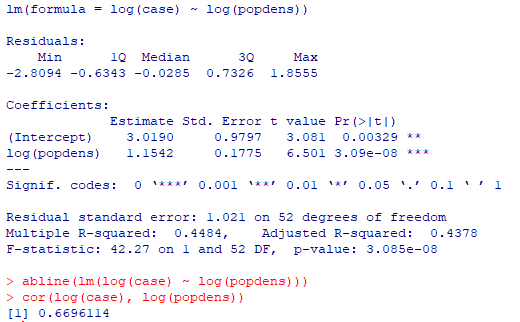 lm(formula = log(case) ~ log(popdens))
Residuals:
Min 1Q Median 3Q Max
-2.8094 -0.6343 -0.0285 0.7326 1.8555
Coefficients:
Estimate Std. Error t value Pr(>|t|)
(Intercept) 3.0190 0.9797 3.081 0.00329 **
log(popdens) 1.1542 0.1775 6.501 3.09e-08 ***
---
Signif. codes: 0 ‘***’ 0.001 ‘**’ 0.01 ‘*’ 0.05 ‘.’ 0.1 ‘ ’ 1
Residual standard error: 1.021 on 52 degrees of freedom
Multiple R-squared: 0.4484, Adjusted R-squared: 0.4378
F-statistic: 42.27 on 1 and 52 DF, p-value: 3.085e-08
> abline(lm(log(case) ~ log(popdens)))
> cor(log(case), log(popdens))
[1] 0.6696114